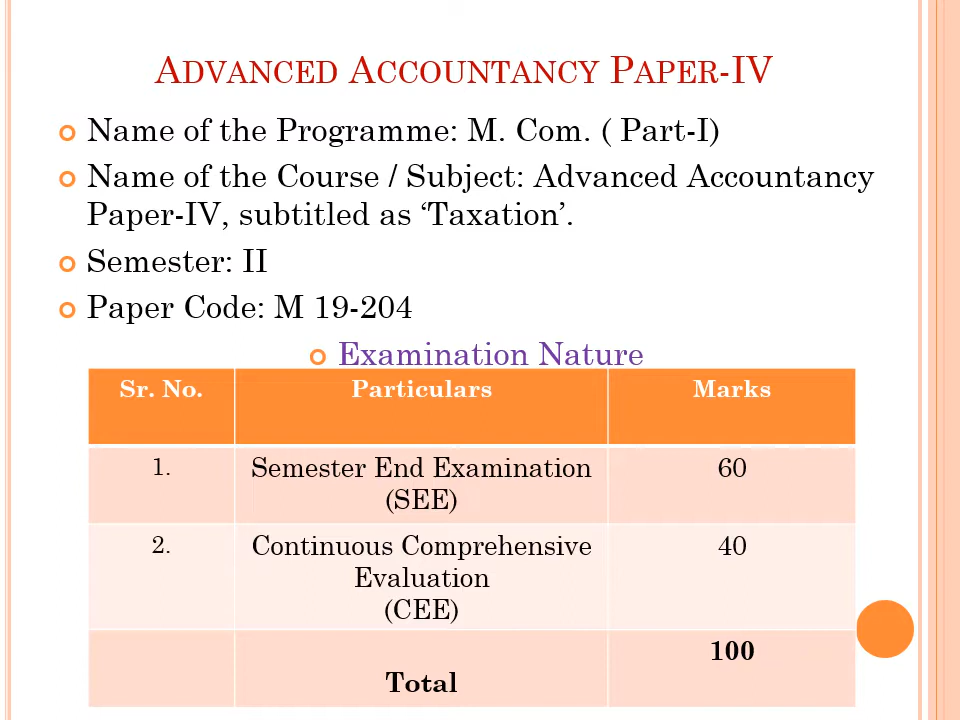 ADVANCED ACCOUNTANCY PAPER-IV
Name of the Programme: M. Com. ( Part-I)
Name of the Course / Subject: Advanced Accountancy
Paper-IV, subtitled as ‘Taxation’.
Semester: II
Paper Code: M 19-204
Examination Nature
Sr. No. Particulars Marks
1. Semester End Examination 60
(SEE)
2. Continuous Comprehensive 40
Evaluation
(CEE)
100
Total